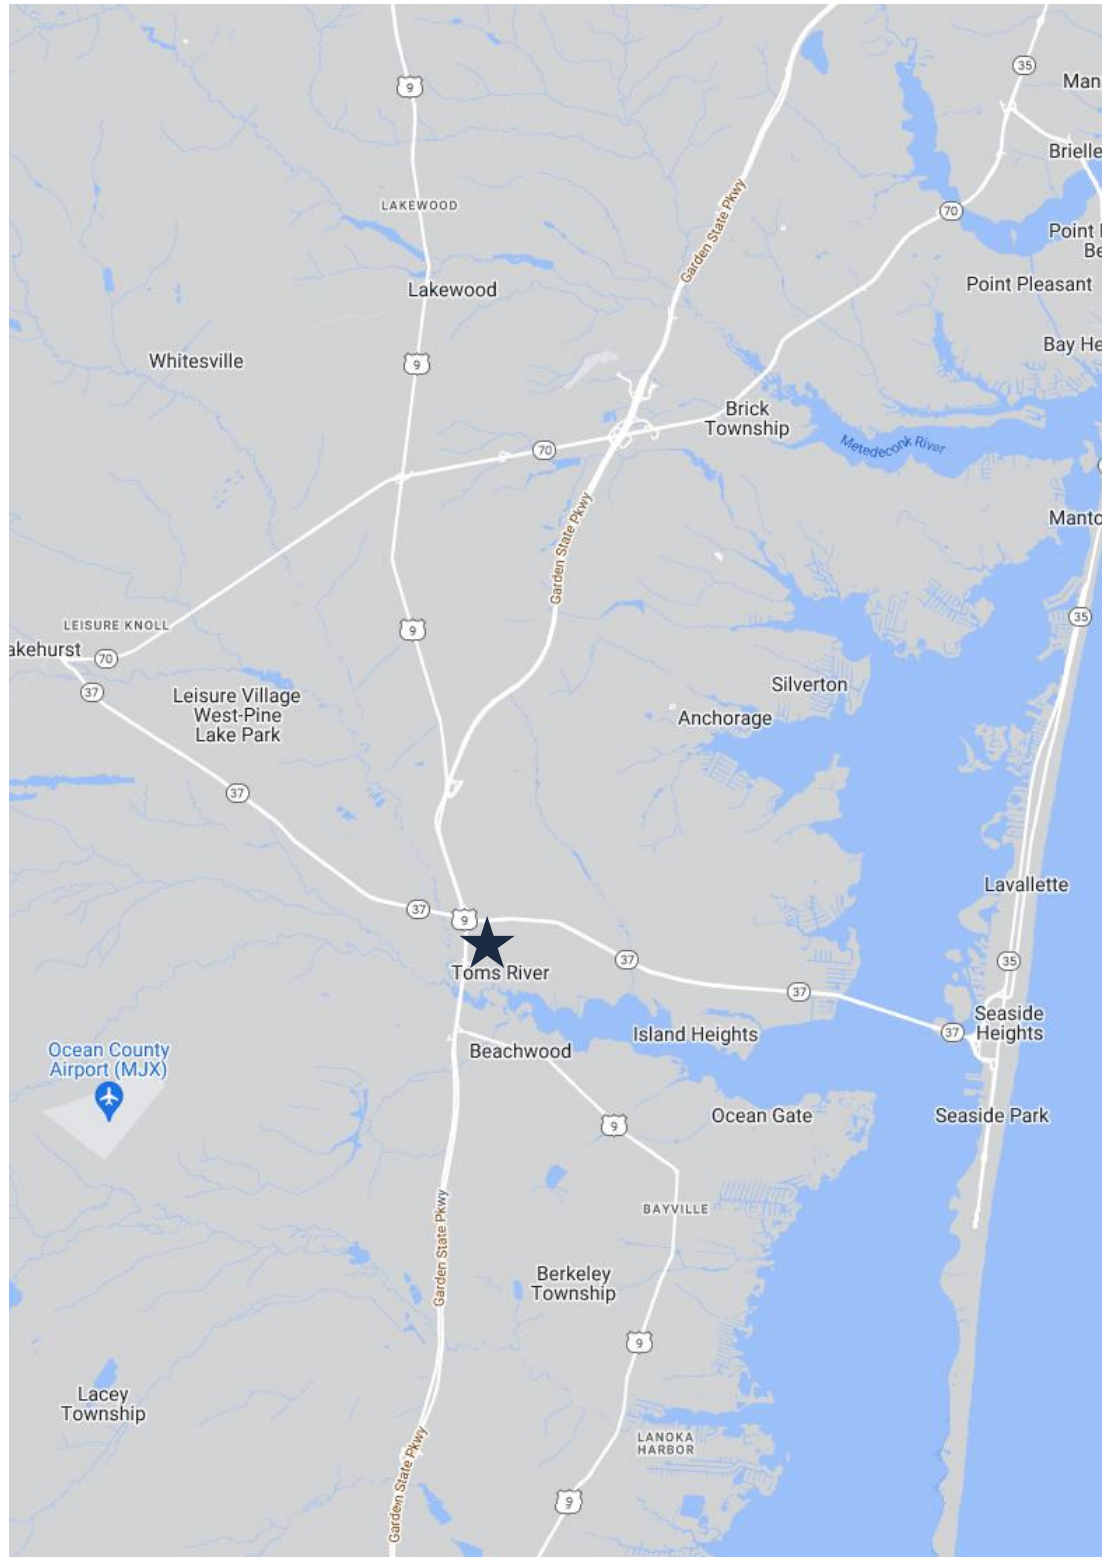 35
Man
9
Brielle
LAKEWOOD
70
Garden State Pkwy
Point
Be
Point Pleasant
Lakewood
Bay He
Whitesville
9
Brick
Township
Metedeconk River
70
Manto
Garden State Pkwy
35
LEISURE KNOLL
9
akehurst
70
37
Leisure Village
West-Pine
Lake Park
Silverton
Anchorage
37
Lavallette
37
9
37
35
Toms River
37
Seaside
Heights
37
Island Heights
Beachwood
Ocean County
Airport (MJX)
Ocean Gate
Seaside Park
9
BAYVILLE
Garden State Pkwy
Berkeley
Township
9
Lacey
Township
LANOKA
HARBOR
Garden State Pkwy
9